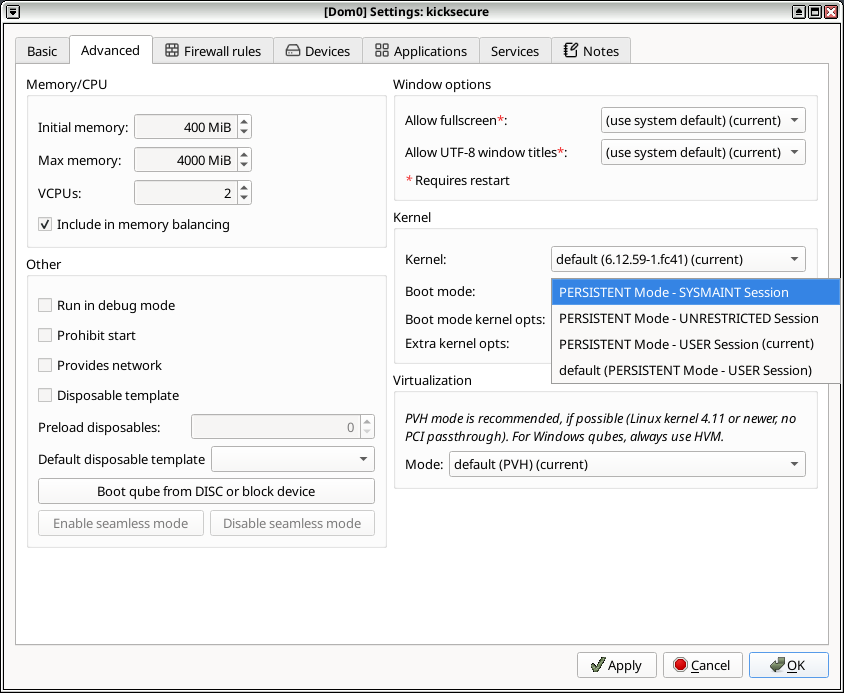 [Dom0] Settings: kicksecure
Basic
Advanced
Firewall rules
Devices
Applications
Services
Notes
Memory/CPU
Initial memory: 400 MiB
Max memory: 4000 MiB
VCPUs: 2
Include in memory balancing
Other
Run in debug mode
Prohibit start
Provides network
Disposable template
Preload disposables: 0
Default disposable template
Boot qube from DISC or block device
Enable seamless mode
Disable seamless mode
Window options
Allow fullscreen*: (use system default) (current)
Allow UTF-8 window titles*: (use system default) (current)
* Requires restart
Kernel
Kernel: default (6.12.59-1.fc41) (current)
Boot mode:
PERSISTENT Mode - SYSMAINT Session
PERSISTENT Mode - UNRESTRICTED Session
PERSISTENT Mode - USER Session (current)
default (PERSISTENT Mode - USER Session)
Boot mode kernel opts:
Extra kernel opts:
Virtualization
PVH mode is recommended, if possible (Linux kernel 4.11 or newer, no
PCI passthrough). For Windows qubes, always use HVM.
Mode: default (PVH) (current)
Apply
Cancel
OK